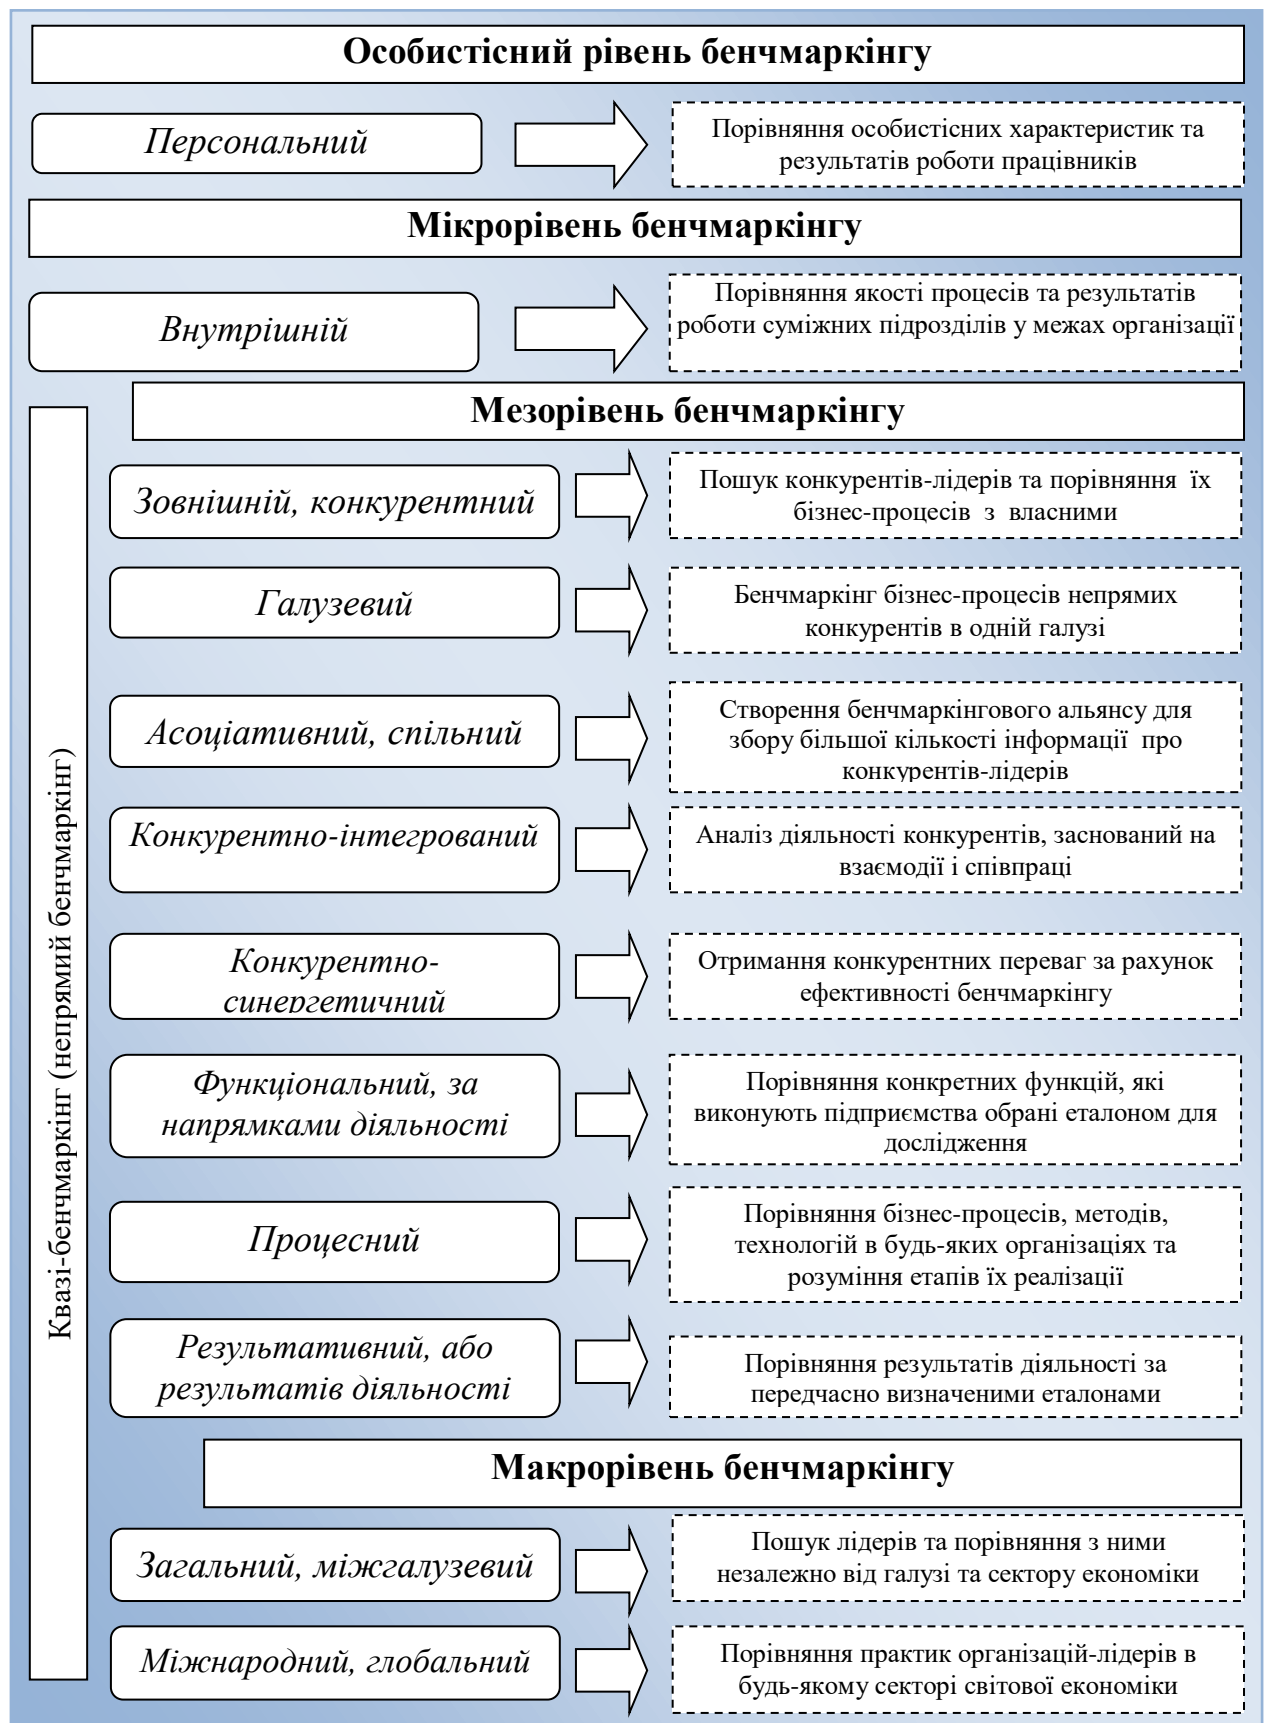 Особистісний рівень бенчмаркінгу
Персональний
Порівняння особистісних характеристик та
результатів роботи працівників
Мікрорівень бенчмаркінгу
Внутрішній
Порівняння якості процесів та результатів
роботи суміжних підрозділів у межах організації
Квазі-бенчмаркінг (непрямий бенчмаркінг)
Мезорівень бенчмаркінгу
Зовнішній, конкурентний
Пошук конкурентів-лідерів та порівняння їх
бізнес-процесів з власними
Галузевий
Бенчмаркінг бізнес-процесів непрямих
конкурентів в одній галузі
Асоціативний, спільний
Створення бенчмаркінгового альянсу для
збору більшої кількості інформації про
конкурентів-лідерів
Конкурентно-інтегрований
Аналіз діяльності конкурентів, заснований на
взаємодії і співпраці
Конкурентно-
синергетичний
Отримання конкурентних переваг за рахунок
ефективності бенчмаркінгу
Функціональний, за
напрямками діяльності
Порівняння конкретних функцій, які
виконують підприємства обрані еталоном для
дослідження
Процесний
Порівняння бізнес-процесів, методів,
технологій в будь-яких організаціях та
розуміння етапів їх реалізації
Результативний, або
результатів діяльності
Порівняння результатів діяльності за
передчасно визначеними еталонами
Макрорівень бенчмаркінгу
Загальний, міжгалузевий
Пошук лідерів та порівняння з ними
незалежно від галузі та сектору економіки
Міжнародний, глобальний
Порівняння практик організацій-лідерів в
будь-якому секторі світової економіки